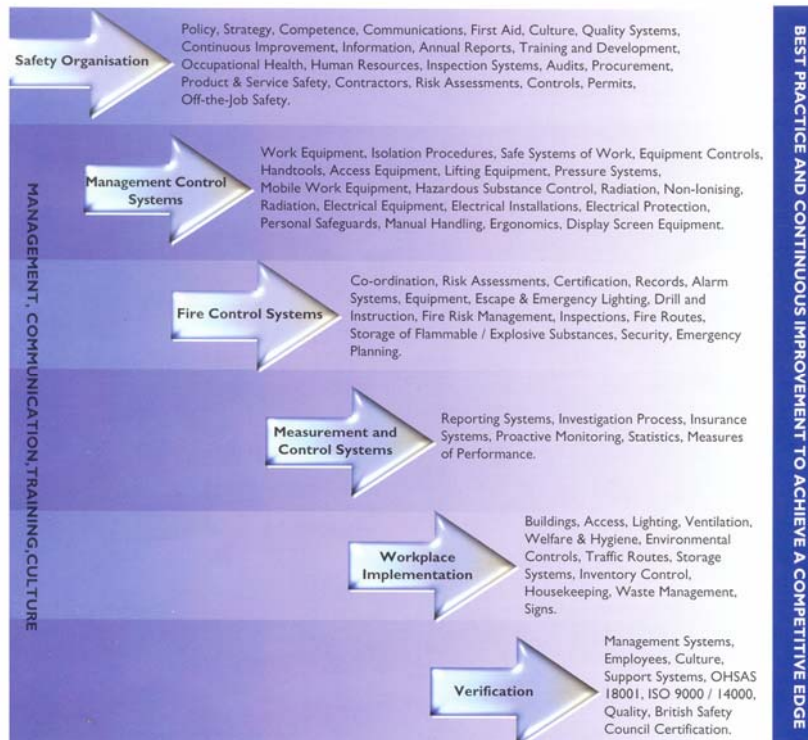 Safety Organisation
Policy, Strategy, Competence, Communications, First Aid, Culture, Quality Systems,
Continuous Improvement, Information, Annual Reports, Training and Development,
Occupational Health, Human Resources, Inspection Systems, Audits, Procurement,
Product & Service Safety, Contractors, Risk Assessments, Controls, Permits,
Off-the-Job Safety.
Management Control
Systems
Work Equipment, Isolation Procedures, Safe Systems of Work, Equipment Controls,
Handtools, Access Equipment, Lifting Equipment, Pressure Systems,
Mobile Work Equipment, Hazardous Substance Control, Radiation, Non-Ionising,
Radiation, Electrical Equipment, Electrical Installations, Electrical Protection,
Personal Safeguards, Manual Handling, Ergonomics, Display Screen Equipment.
Fire Control Systems
Co-ordination, Risk Assessments, Certification, Records, Alarm
Systems, Equipment, Escape & Emergency Lighting, Drill and
Instruction, Fire Risk Management, Inspections, Fire Routes,
Storage of Flammable / Explosive Substances, Security, Emergency
Planning.
Measurement and
Control Systems
Reporting Systems, Investigation Process, Insurance
Systems, Proactive Monitoring, Statistics, Measures
of Performance.
Workplace
Implementation
Buildings, Access, Lighting, Ventilation,
Welfare & Hygiene, Environmental
Controls, Traffic Routes, Storage
Systems, Inventory Control,
Housekeeping, Waste Management,
Signs.
Verification
Management Systems,
Employees, Culture,
Support Systems, OHSAS
18001, ISO 9000 / 14000,
Quality, British Safety
Council Certification.
MANAGEMENT, COMMUNICATION,TRAINING,CULTURE
BEST PRACTICE AND CONTINUOUS IMPROVEMENT TO ACHIEVE A COMPETITIVE EDGE